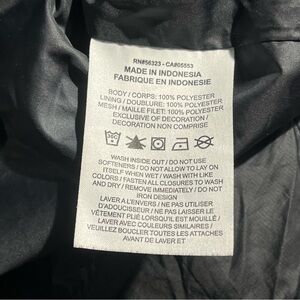 RN#56323 - CA#05553
MADE IN INDONESIA
FABRIQUE EN INDONÉSIE
BODY / CORPS: 100% POLYESTER
LINING / DOUBLURE: 100% POLYESTER
MESH / MAILLE FILET: 100% POLYESTER
EXCLUSIVE OF DECORATION /
DECORATION NON COMPRISE
WASH INSIDE OUT / DO NOT USE
SOFTENERS / DO NOT ALLOW TO LAY ON
ITSELF WHEN WET / WASH WITH LIKE
COLORS / FASTEN ALL CLOSURES TO WASH
AND DRY / REMOVE IMMEDIATELY / DO NOT
IRON DESIGN
LAVER A L'ENVERS / NE PAS UTILISER
D'ADOUCISSEUR / NE PAS LAISSER LE
VÊTEMENT PLIÉ LORSQU'IL EST MOUILLÉ /
LAVER AVEC COULEURS SIMILAIRES /
VEUILLEZ BOUCLER TOUTES LES ATTACHES
AVANT DE LAVER ET